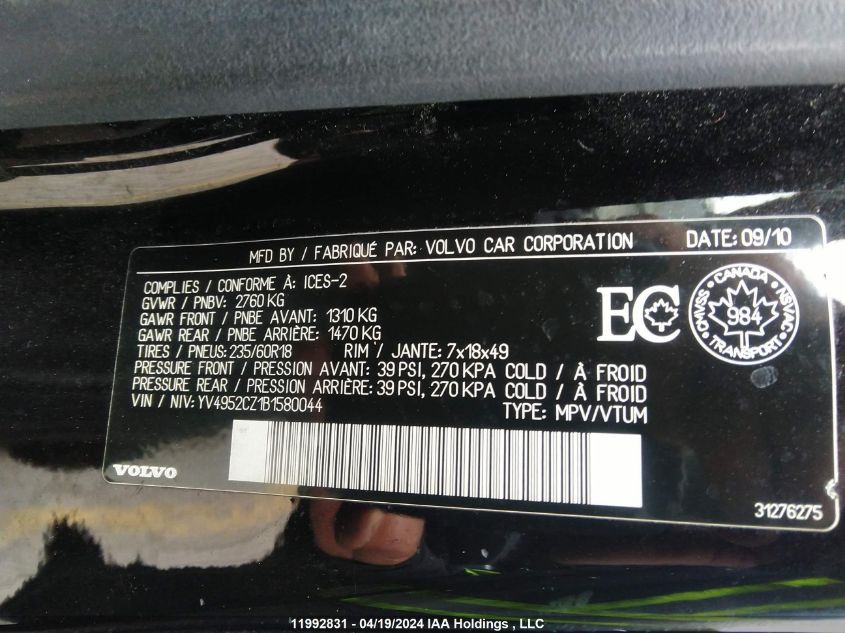 MFD BY / FABRIQUÉ PAR: VOLVO CAR CORPORATION DATE: 09/10
COMPLIES / CONFORME À: ICES-2
GVWR / PNBV: 2760 KG
GAWR FRONT / PNBE AVANT: 1310 KG
GAWR REAR / PNBE ARRIÈRE: 1470 KG
TIRES / PNEUS: 235/60R18 RIM / JANTE: 7x18x49
PRESSURE FRONT / PRESSION AVANT: 39 PSI, 270 KPA COLD / À FROID
PRESSURE REAR / PRESSION ARRIÈRE: 39 PSI, 270 KPA COLD / À FROID
VIN / NIV: YV4952CZ1B1580044 TYPE: MPV/VTUM
EC
CANADA
CMVSS 984 NSVAC
TRANSPORT
VOLVO
31276275
11992831 - 04/19/2024 IAA Holdings , LLC